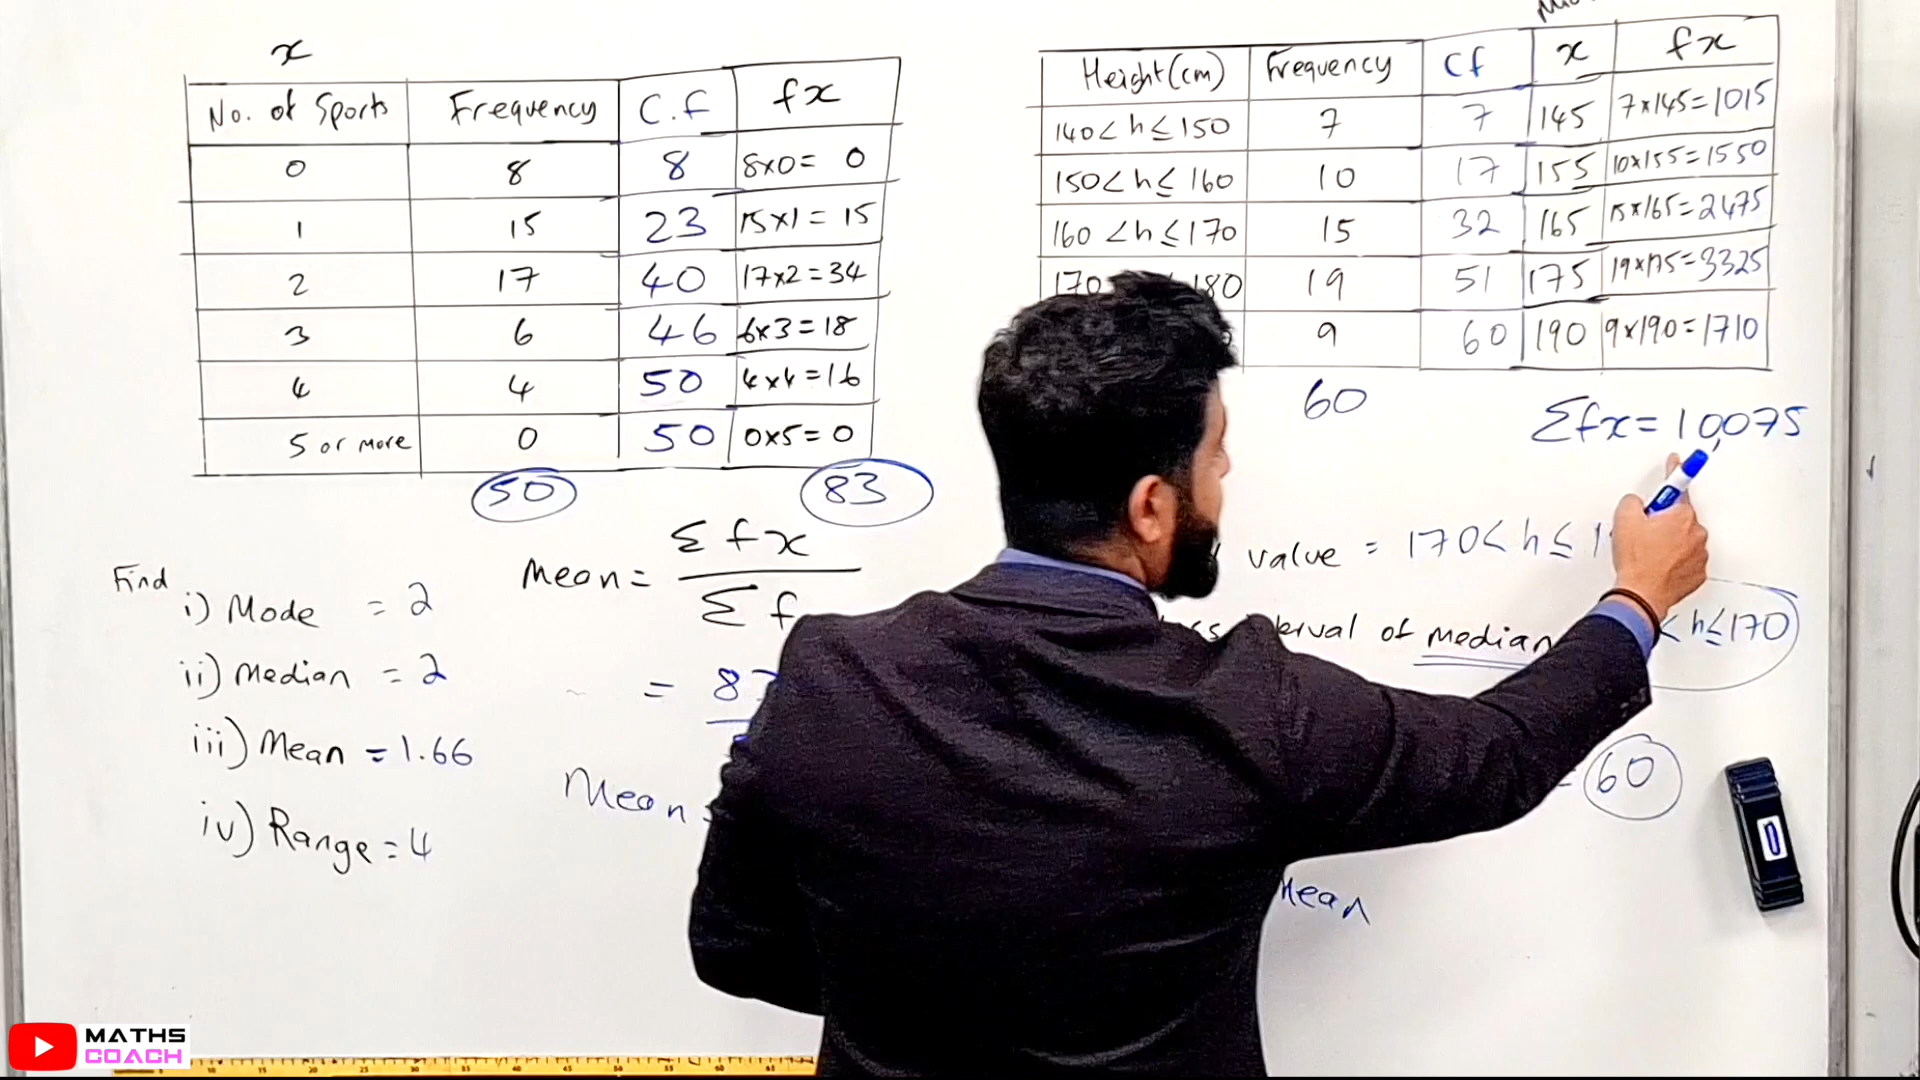 x
No. of Sports Frequency C.f fx
0 8 8 8x0= 0
1 15 23 15x1 = 15
2 17 40 17x2=34
3 6 46 6x3=18
4 4 50 4x4=16
5 or more 0 50 0x5=0
50 83
Find
i) Mode = 2
ii) Median = 2
iii) Mean = 1.66
iv) Range = 4
Mean = Σfx
Σf
= 8
Mean =
Height(cm) Frequency Cf x fx
140<h≤150 7 7 145 7x145=1015
150<h≤160 10 17 155 10x155=1550
160<h≤170 15 32 165 15x165=2475
170 180 19 51 175 19x175=3325
9 60 190 9x190=1710
60
Σfx=10,075
value = 170<h≤1
interval of median <h≤170
= 60
Mean
MATHS
COACH